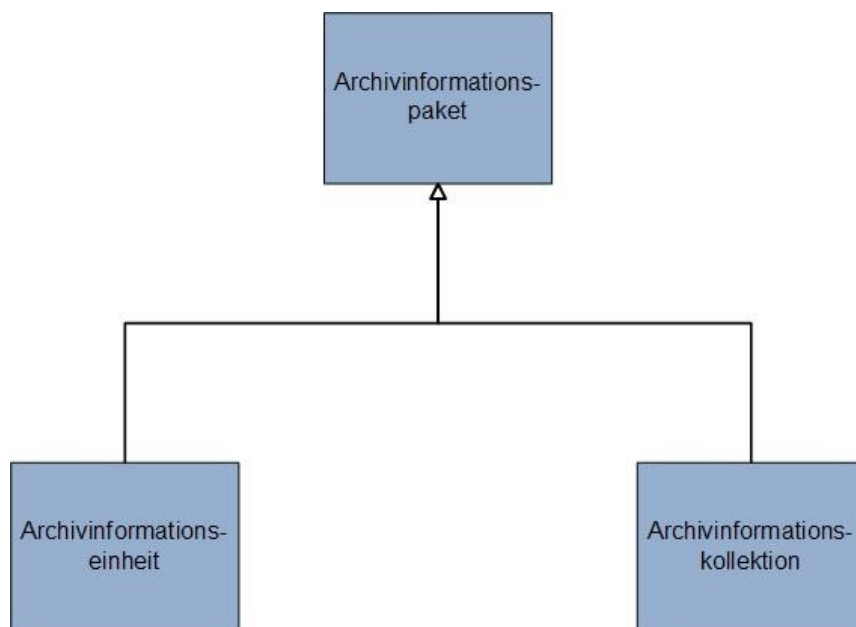 Archivinformations-
paket
Archivinformations-
einheit
Archivinformations-
kollektion